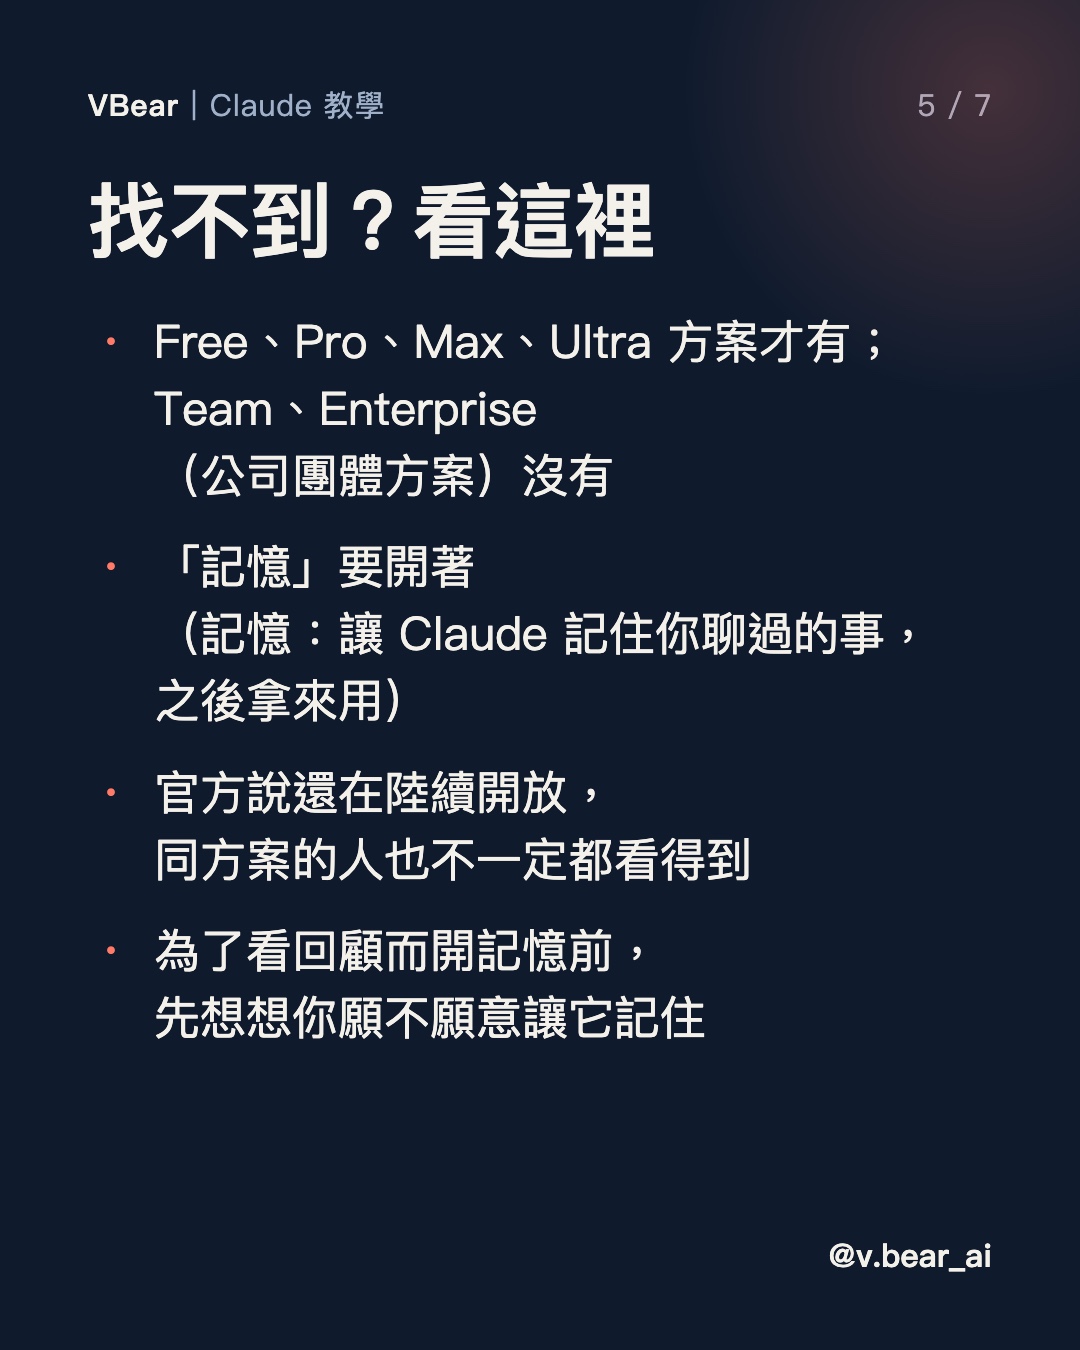 VBear | Claude 教學
5 / 7
找不到？看這裡
• Free、Pro、Max、Ultra 方案才有；
Team、Enterprise
（公司團體方案）沒有
• 「記憶」要開著
（記憶：讓 Claude 記住你聊過的事，
之後拿來用）
• 官方說還在陸續開放，
同方案的人也不一定都看得到
• 為了看回顧而開記憶前，
先想想你願不願意讓它記住
@v.bear_ai